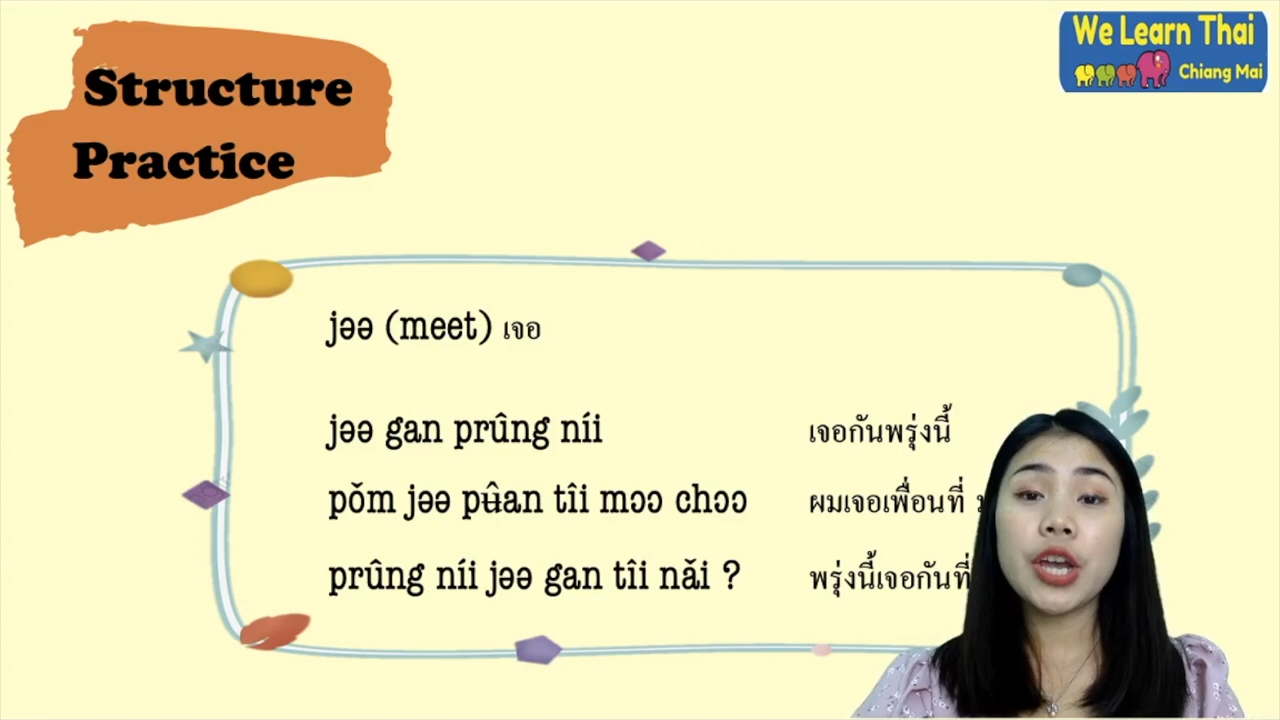 Structure
Practice
We Learn Thai
Chiang Mai
jəə (meet) เจอ
jəə gan prûng níi
เจอกันพรุ่งนี้
pǒm jəə pʉ̂an tîi mɔɔ chɔɔ
ผมเจอเพื่อนที่
prûng níi jəə gan tîi nǎi ?
พรุ่งนี้เจอกันที่